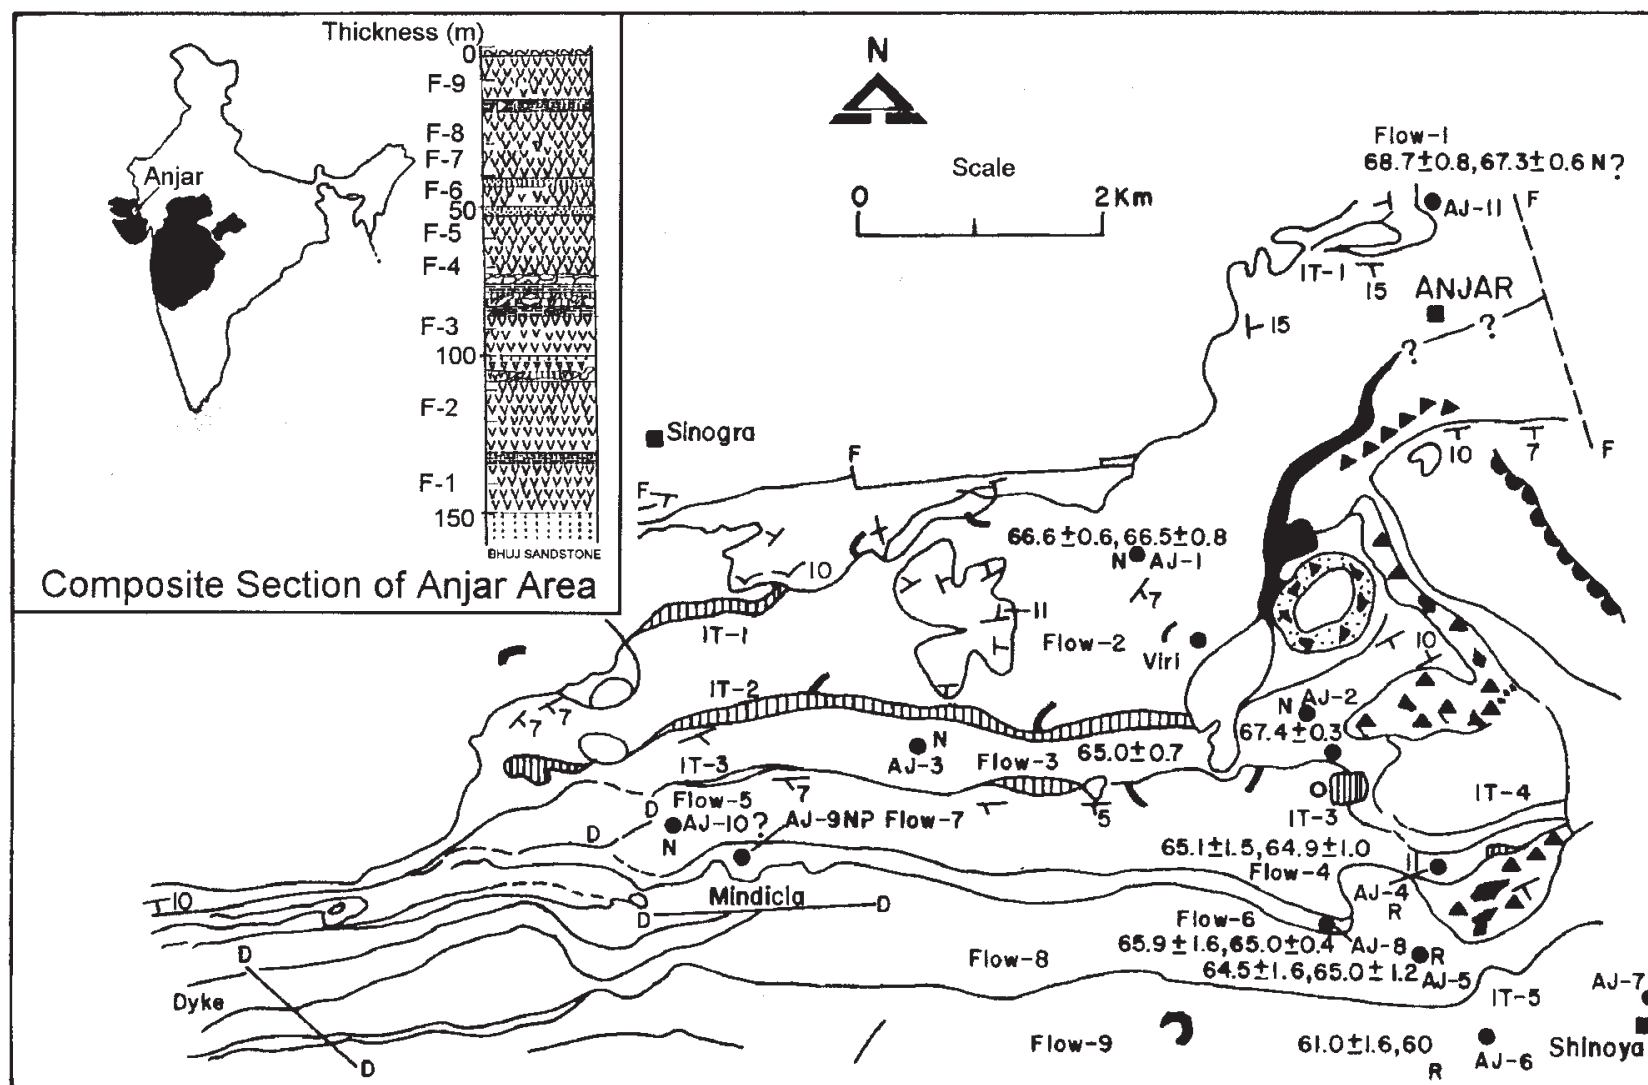 Thickness (m)
0
F-9
F-8
F-7
F-6
50
F-5
F-4
F-3
100
F-2
F-1
150
BHUJ SANDSTONE
Anjar
Composite Section of Anjar Area
N
Scale
0
2 Km
Flow-1
68.7±0.8, 67.3±0.6 N?
AJ-11
F
IT-1
15
ANJAR
15
?
?
Sinogra
F
F
10
7
F
66.6±0.6, 66.5±0.8
N AJ-1
7
10
IT-1
11
Flow-2
Viri
10
IT-2
7
7
N AJ-2
67.4±0.3
N
AJ-3
Flow-3
65.0±0.7
IT-3
7
5
IT-3
IT-4
D
Flow-5
AJ-10?
N
AJ-9NP Flow-7
D
65.1±1.5, 64.9±1.0
Flow-4
AJ-4
R
Mindicla
D
D
10
Flow-6
65.9±1.6, 65.0±0.4
AJ-8
64.5±1.6, 65.0±1.2
R
AJ-5
Flow-8
D
Dyke
D
IT-5
AJ-7
Flow-9
61.0±1.6, 60
R
AJ-6
Shinoya